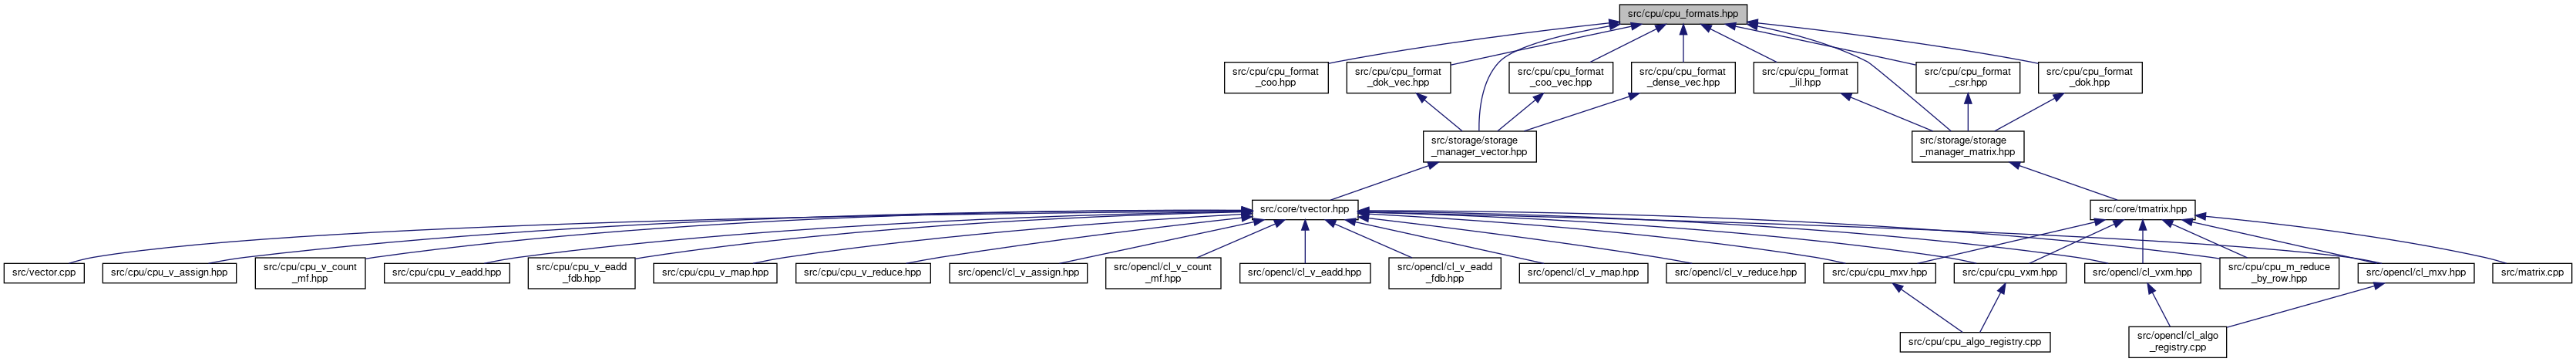 src/cpu/cpu_formats.hpp
src/cpu/cpu_format
_coo.hpp
src/cpu/cpu_format
_dok_vec.hpp
src/cpu/cpu_format
_coo_vec.hpp
src/cpu/cpu_format
_dense_vec.hpp
src/cpu/cpu_format
_lil.hpp
src/cpu/cpu_format
_csr.hpp
src/cpu/cpu_format
_dok.hpp
src/storage/storage
_manager_vector.hpp
src/storage/storage
_manager_matrix.hpp
src/core/tvector.hpp
src/core/tmatrix.hpp
src/vector.cpp
src/cpu/cpu_v_assign.hpp
src/cpu/cpu_v_count
_mf.hpp
src/cpu/cpu_v_eadd.hpp
src/cpu/cpu_v_eadd
_fdb.hpp
src/cpu/cpu_v_map.hpp
src/cpu/cpu_v_reduce.hpp
src/opencl/cl_v_assign.hpp
src/opencl/cl_v_count
_mf.hpp
src/opencl/cl_v_eadd.hpp
src/opencl/cl_v_eadd
_fdb.hpp
src/opencl/cl_v_map.hpp
src/opencl/cl_v_reduce.hpp
src/cpu/cpu_mxv.hpp
src/cpu/cpu_vxm.hpp
src/opencl/cl_vxm.hpp
src/cpu/cpu_m_reduce
_by_row.hpp
src/opencl/cl_mxv.hpp
src/matrix.cpp
src/cpu/cpu_algo_registry.cpp
src/opencl/cl_algo
_registry.cpp